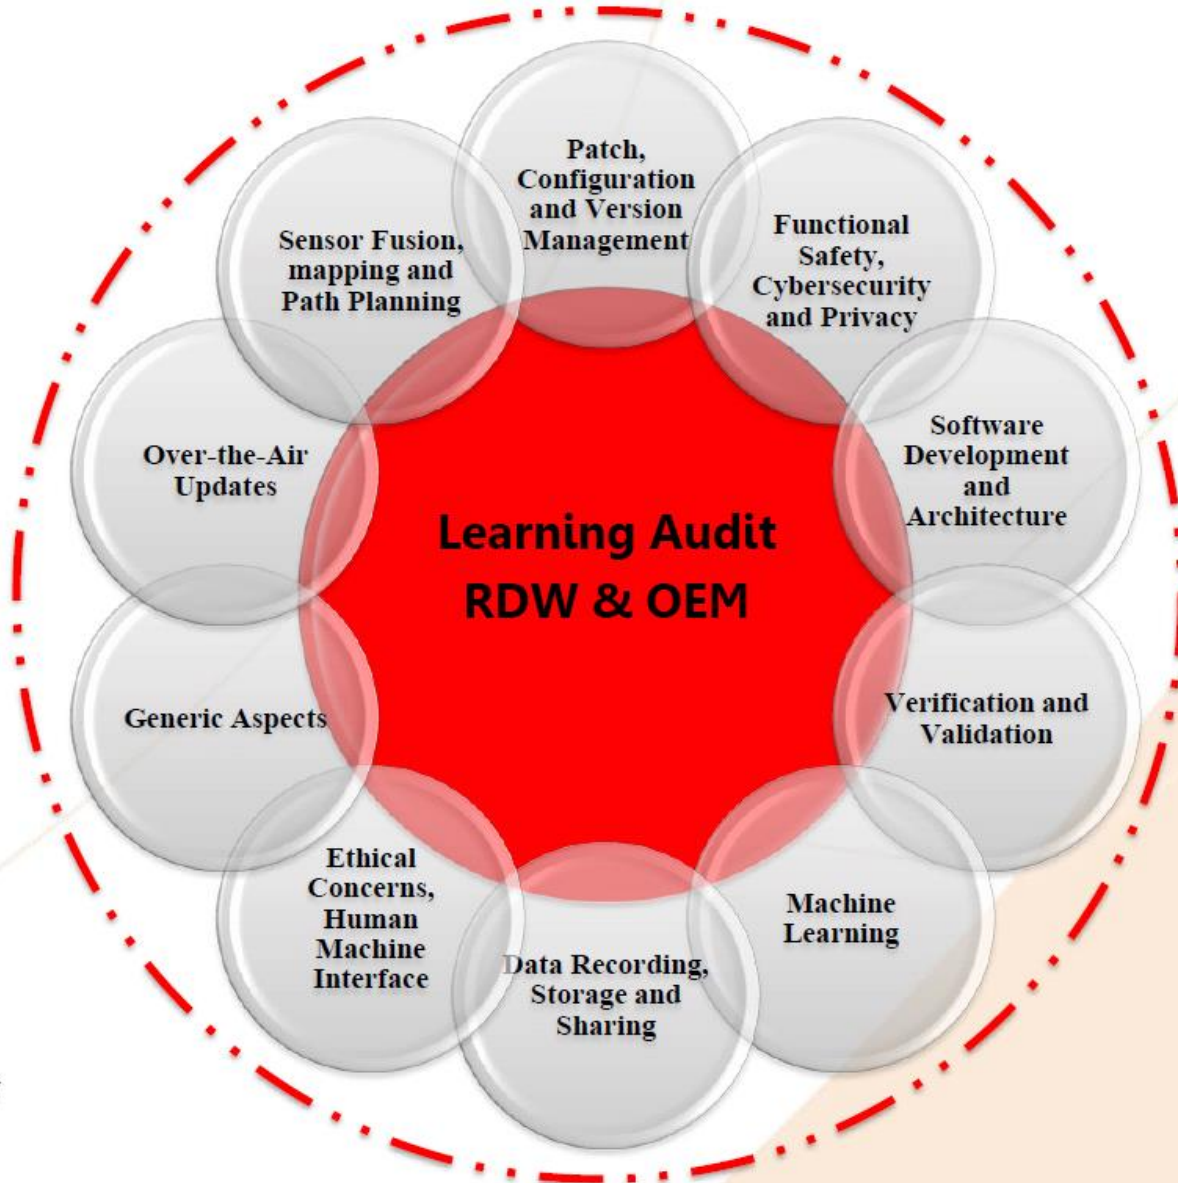 Patch,
Configuration
and Version
Management
Functional
Safety,
Cybersecurity
and Privacy
Software
Development
and
Architecture
Verification and
Validation
Machine
Learning
Data Recording,
Storage and
Sharing
Ethical
Concerns,
Human
Machine
Interface
Generic Aspects
Over-the-Air
Updates
Sensor Fusion,
mapping and
Path Planning
Learning Audit
RDW & OEM